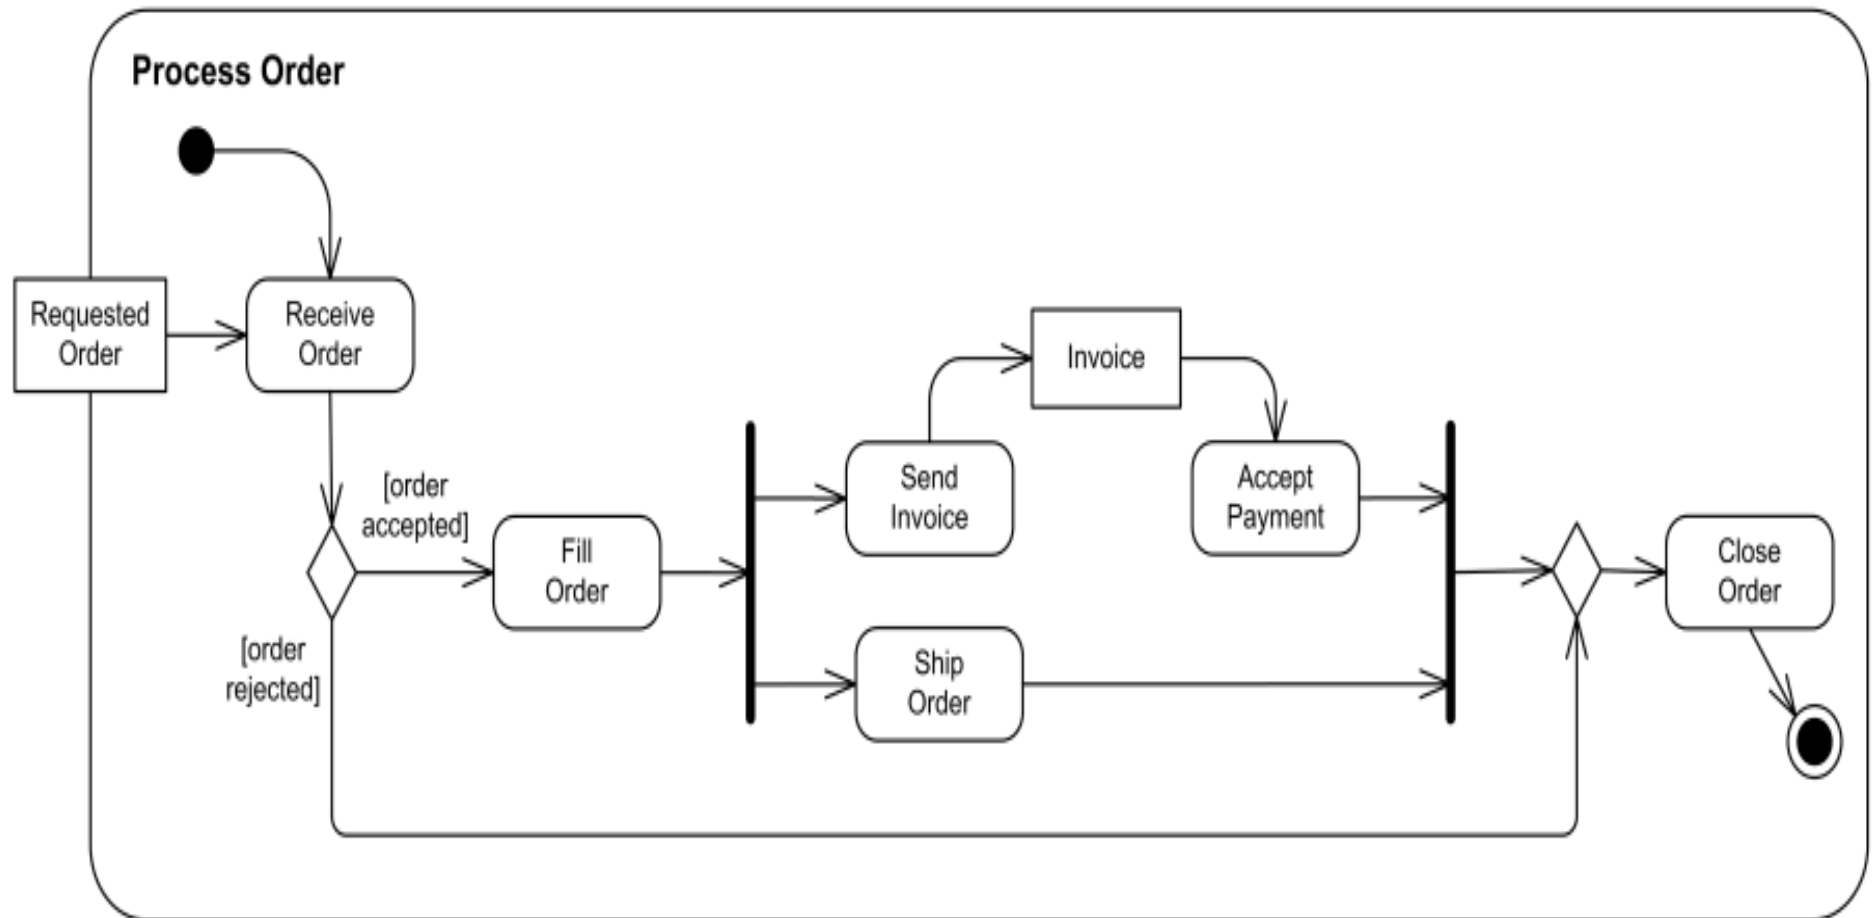 Process Order
Requested
Order
Receive
Order
Invoice
[order
accepted]
Send
Invoice
Accept
Payment
Fill
Order
Close
Order
[order
rejected]
Ship
Order